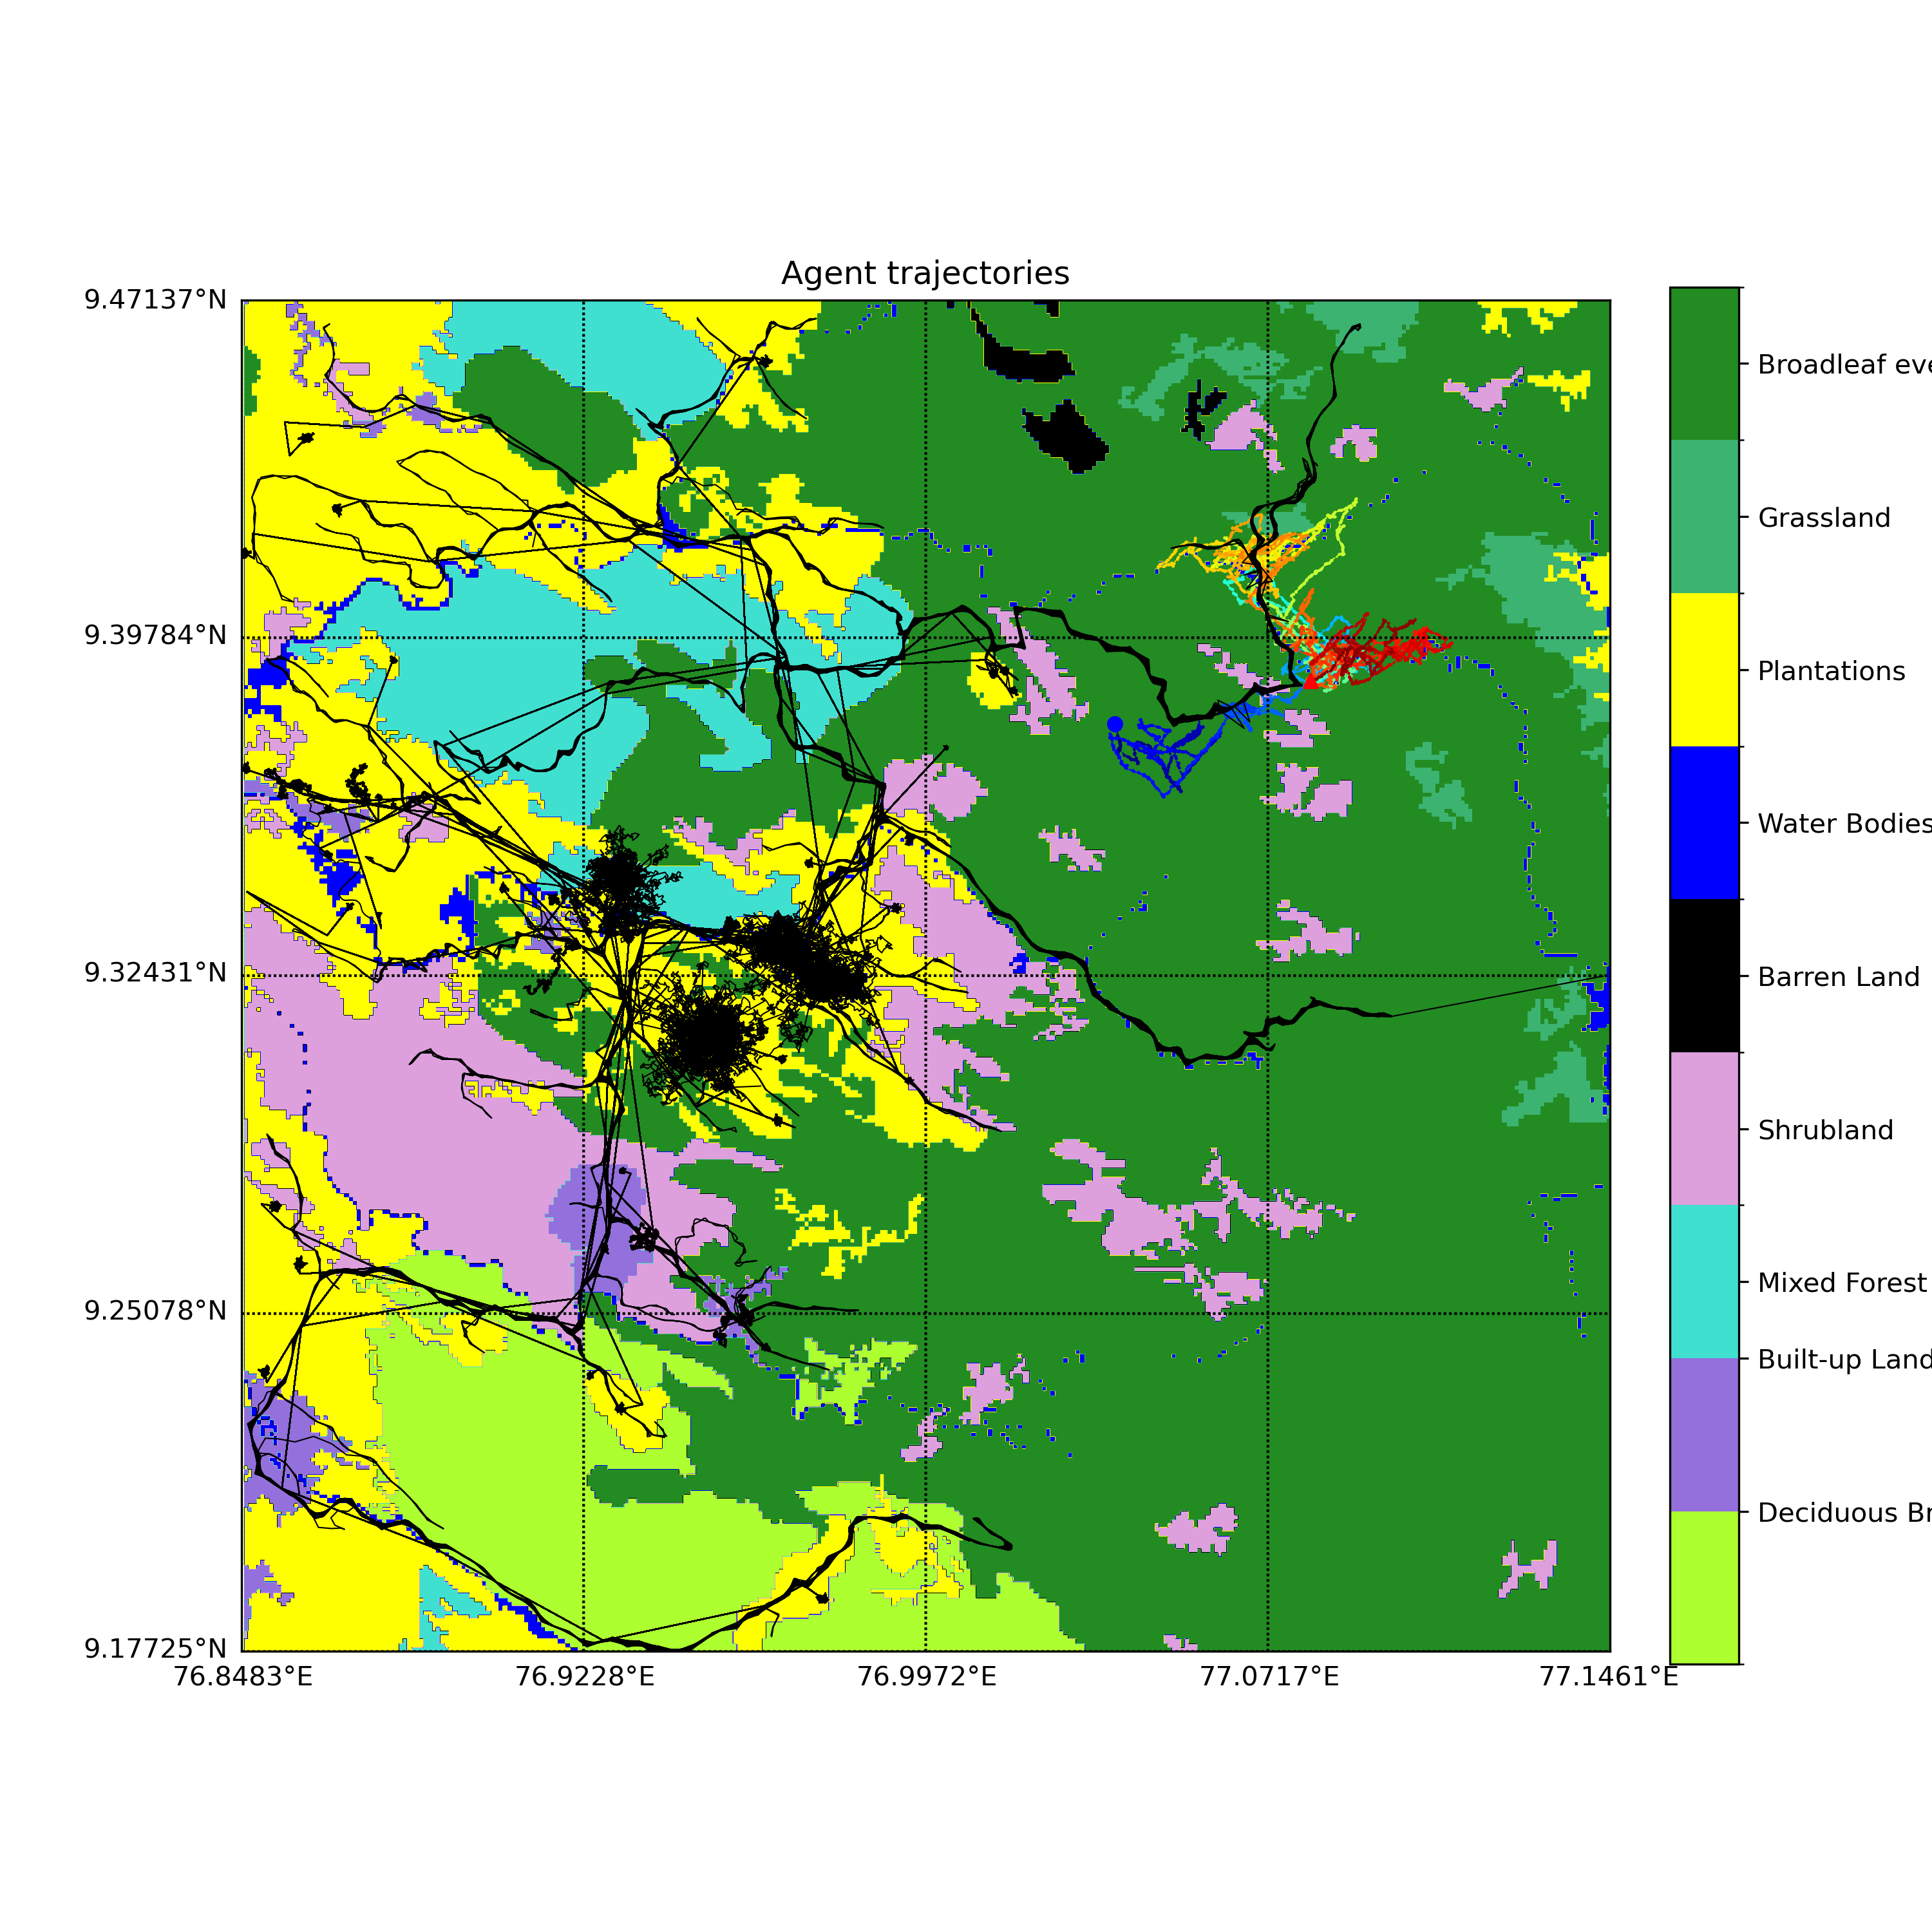 Agent trajectories
9.47137°N
9.39784°N
9.32431°N
9.25078°N
9.17725°N
76.8483°E
76.9228°E
76.9972°E
77.0717°E
77.1461°E
Broadleaf eve
Grassland
Plantations
Water Bodies
Barren Land
Shrubland
Mixed Forest
Built-up Land
Deciduous Br